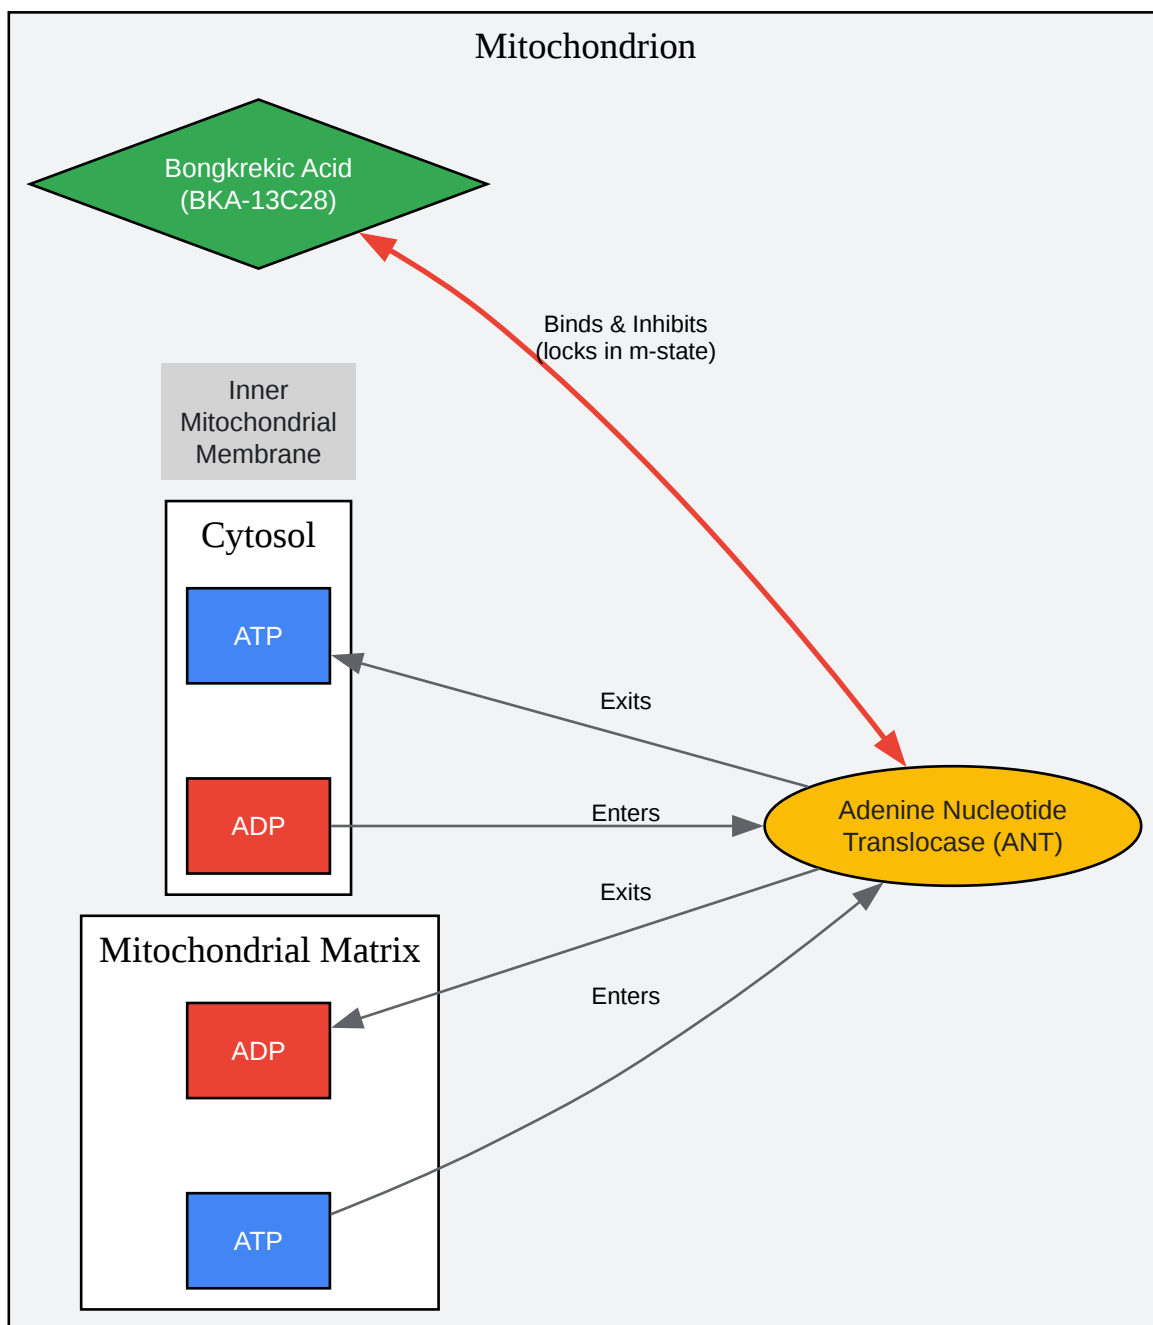 Mitochondrion
Bongkrekic Acid
(BKA-13C28)
Binds & Inhibits
(locks in m-state)
Inner
Mitochondrial
Membrane
Cytosol
ATP
Exits
ADP
Enters
Adenine Nucleotide
Translocase (ANT)
Exits
Mitochondrial Matrix
ADP
Enters
ATP